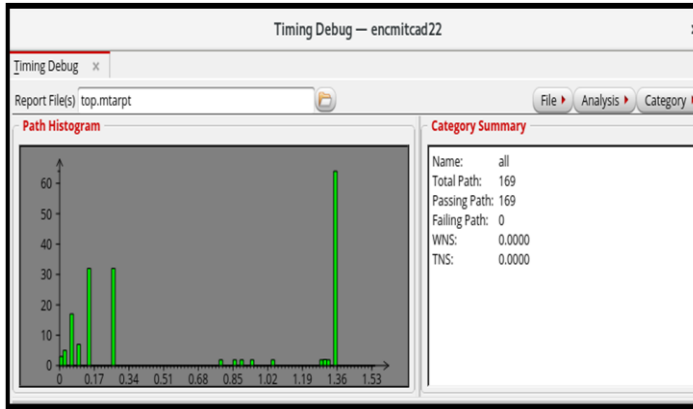 Timing Debug — encmitcad22
Timing Debug ×
Report File(s) top.mtarpt
File Analysis Category
Path Histogram
60
50
40
30
20
10
0
0 0.17 0.34 0.51 0.68 0.85 1.02 1.19 1.36 1.53
Category Summary
Name: all
Total Path: 169
Passing Path: 169
Failing Path: 0
WNS: 0.0000
TNS: 0.0000